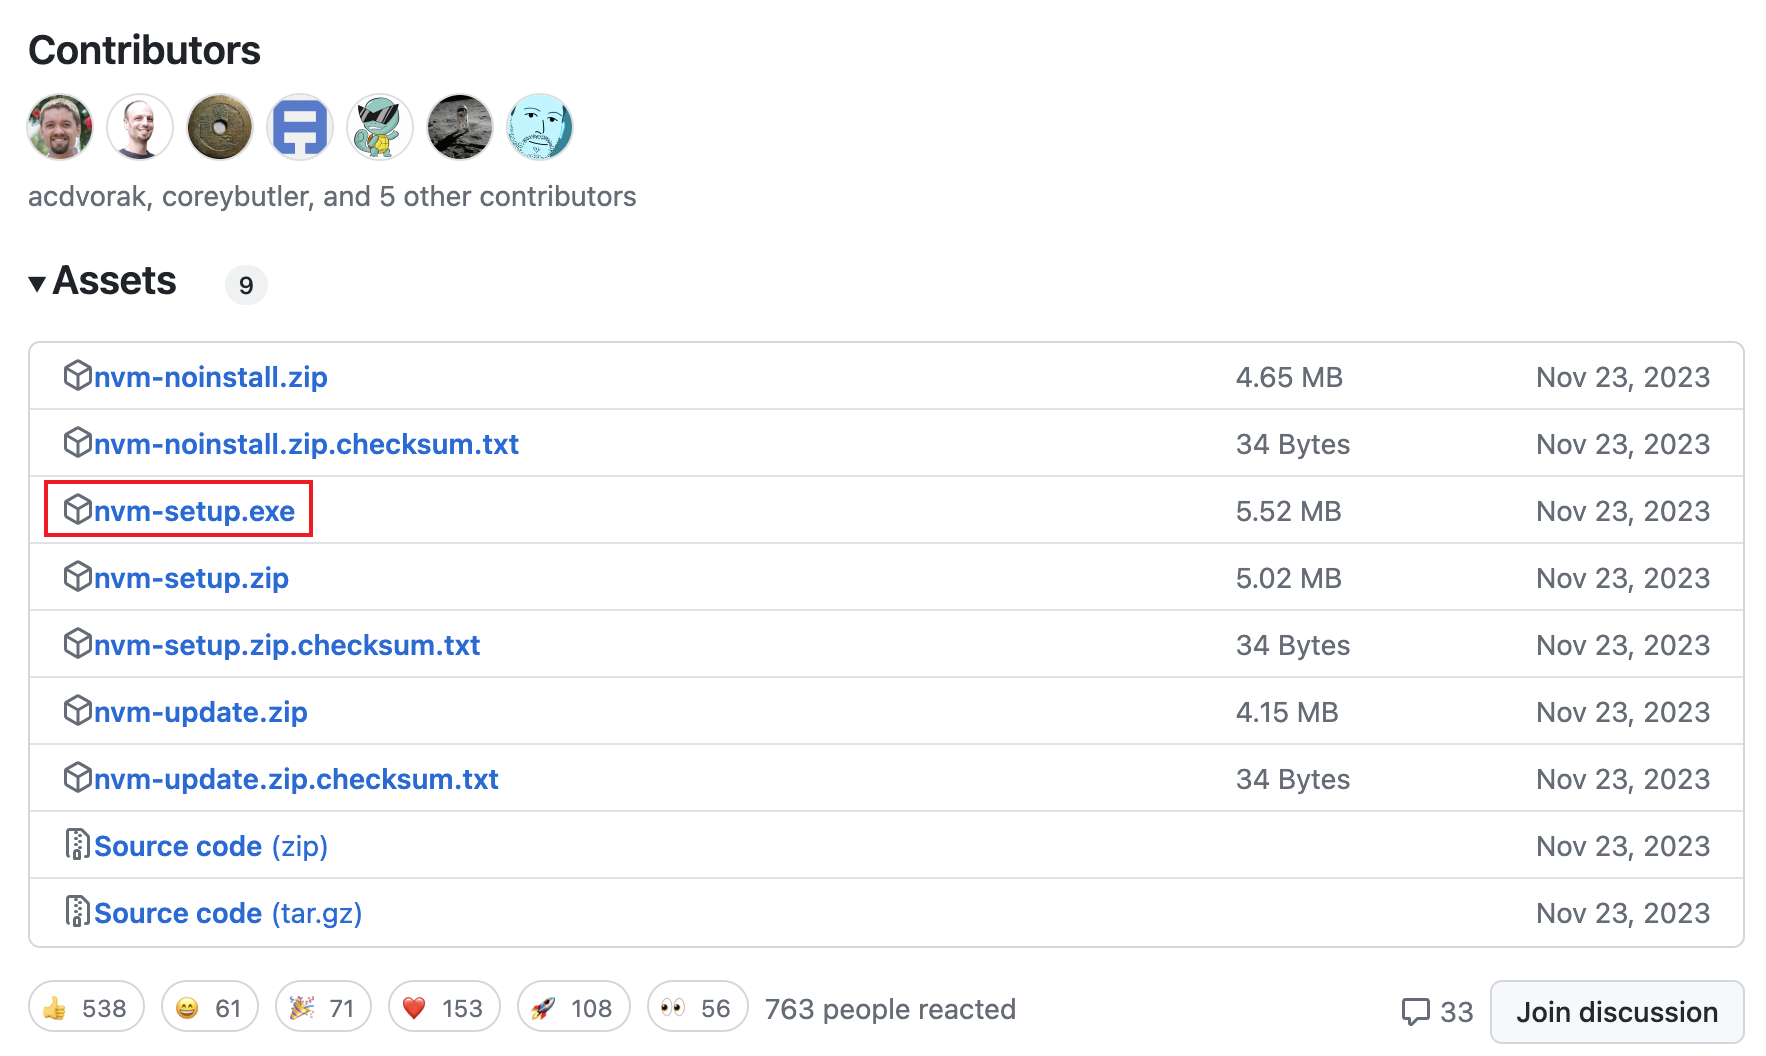 Contributors
acdvorak, coreybutler, and 5 other contributors
Assets 9
nvm-noinstall.zip 4.65 MB Nov 23, 2023
nvm-noinstall.zip.checksum.txt 34 Bytes Nov 23, 2023
nvm-setup.exe 5.52 MB Nov 23, 2023
nvm-setup.zip 5.02 MB Nov 23, 2023
nvm-setup.zip.checksum.txt 34 Bytes Nov 23, 2023
nvm-update.zip 4.15 MB Nov 23, 2023
nvm-update.zip.checksum.txt 34 Bytes Nov 23, 2023
Source code (zip) Nov 23, 2023
Source code (tar.gz) Nov 23, 2023
👍 538 😄 61 🎉 71 ❤️ 153 🚀 108 👀 56 763 people reacted 33 Join discussion